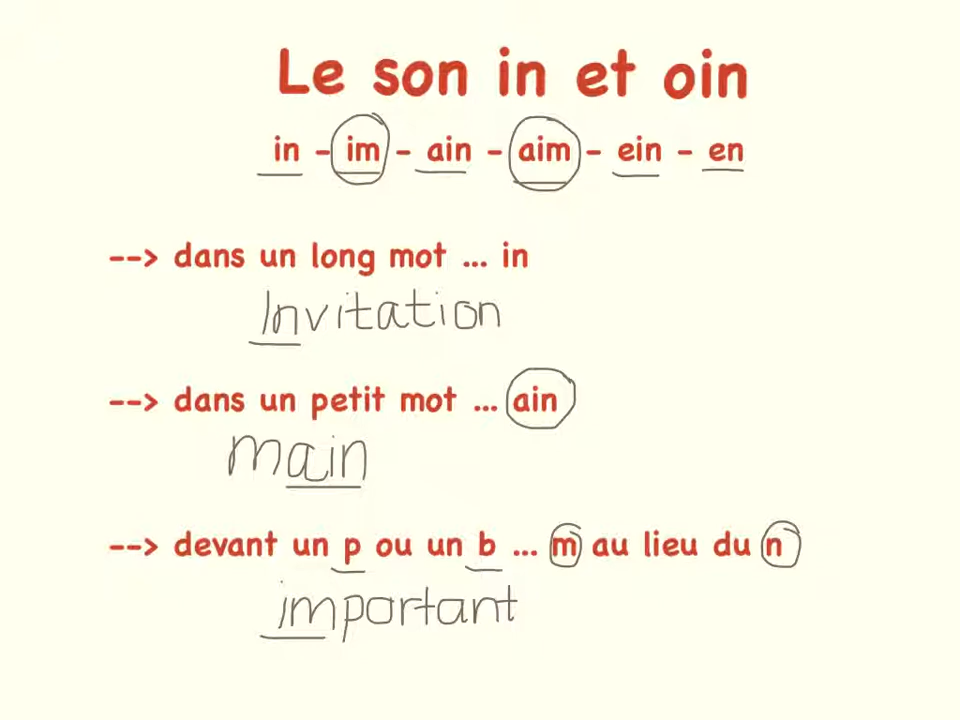 Le son in et oin
in - im - ain - aim - ein - en
--> dans un long mot ... in
Invitation
--> dans un petit mot ... ain
main
--> devant un p ou un b ... m au lieu du n
important